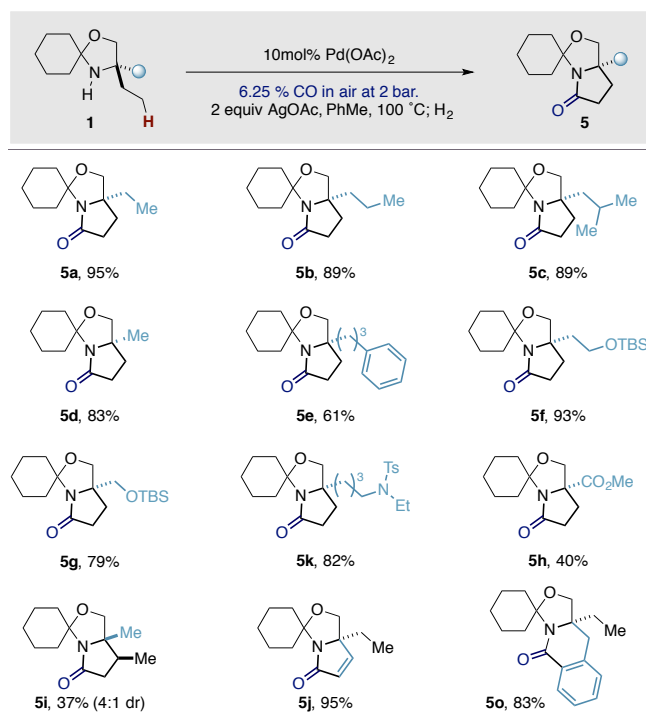 10mol% Pd(OAc)2
6.25 % CO in air at 2 bar.
2 equiv AgOAc, PhMe, 100 °C; H2
O
N
H
H
1
O
N
O
5
O
N
O
Me
5a, 95%
O
N
O
Me
5b, 89%
O
N
O
Me
Me
5c, 89%
O
N
O
Me
5d, 83%
O
N
O
( )3
5e, 61%
O
N
O
OTBS
5f, 93%
O
N
O
OTBS
5g, 79%
O
N
O
( )3
Ts
N
Et
5k, 82%
O
N
O
CO2Me
5h, 40%
O
N
O
Me
Me
5i, 37% (4:1 dr)
O
N
O
Me
5j, 95%
O
N
O
Me
5o, 83%